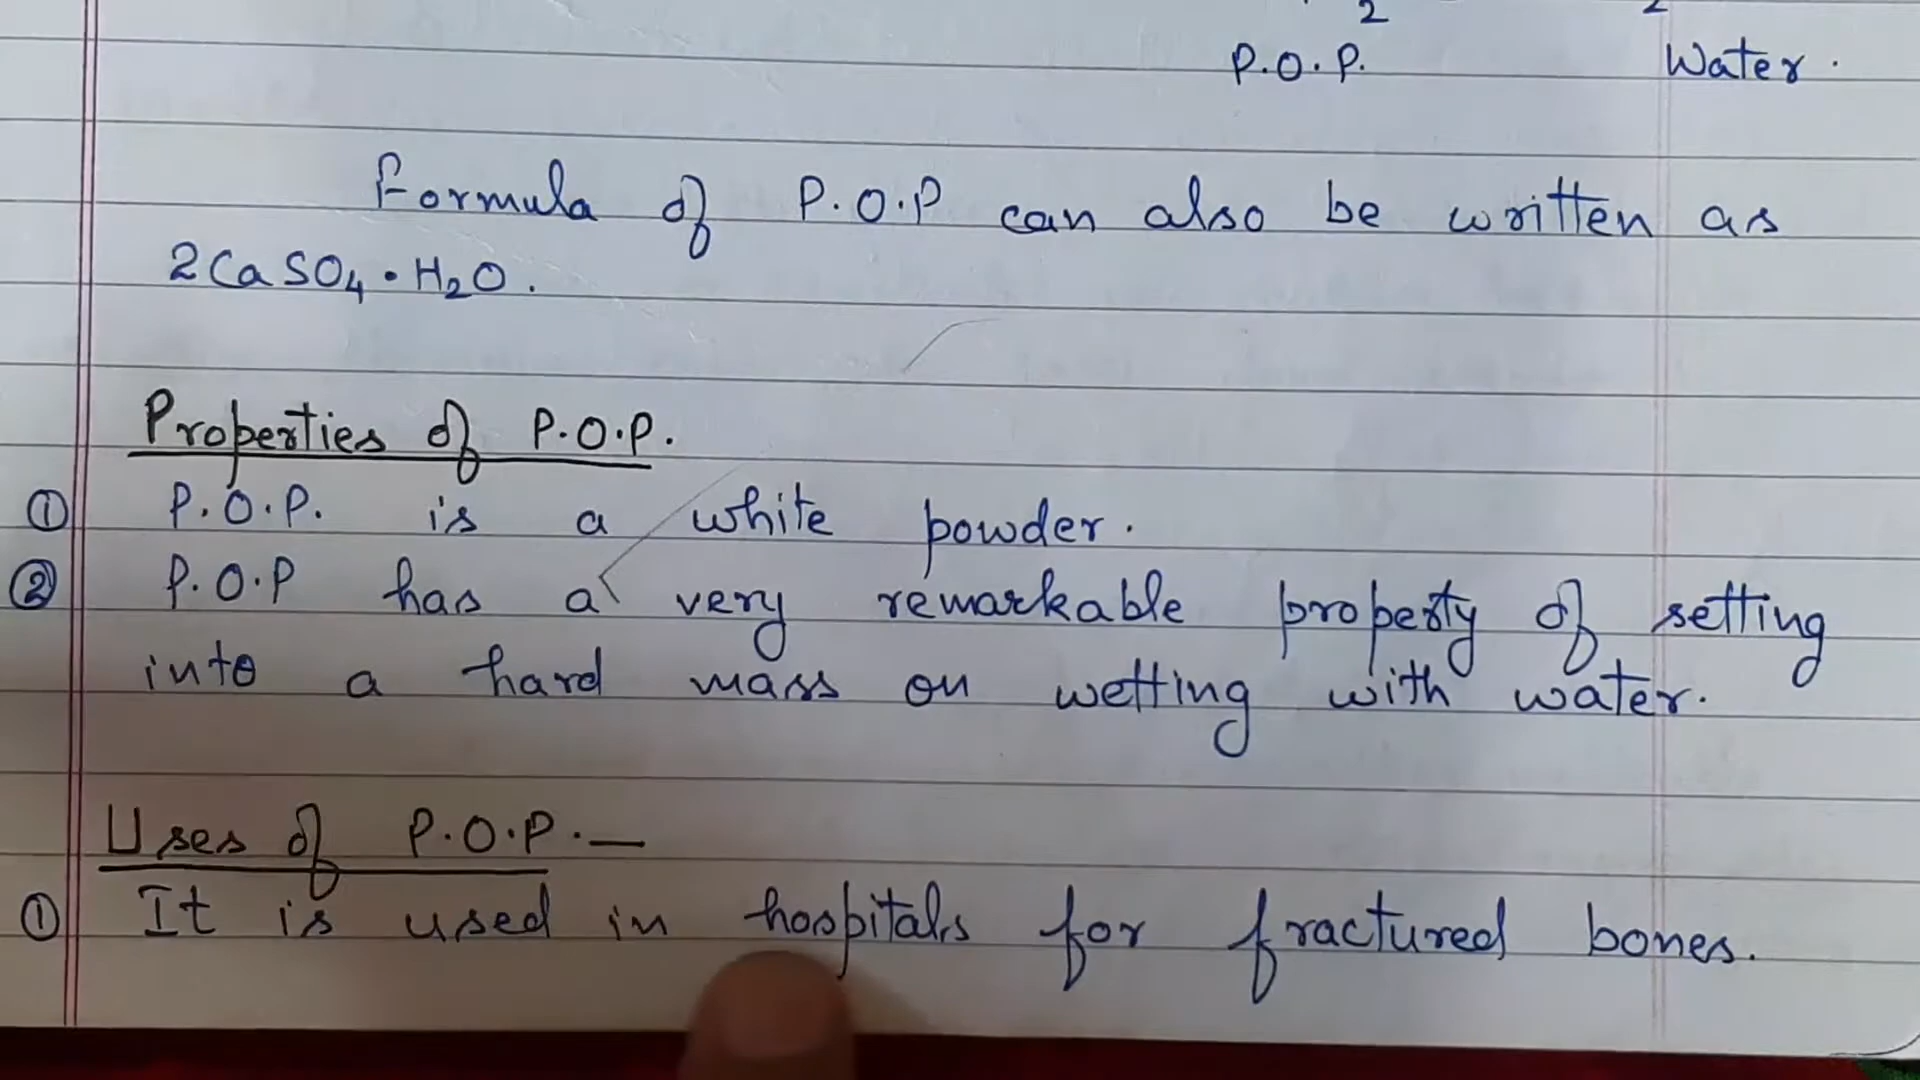 2 2
P.O.P. Water.
Formula of P.O.P can also be written as
2CaSO4·H2O.
Properties of P.O.P.
① P.O.P. is a white powder.
② P.O.P has a very remarkable property of setting
into a hard mass on wetting with water.
Uses of P.O.P.—
① It is used in hospitals for fractured bones.